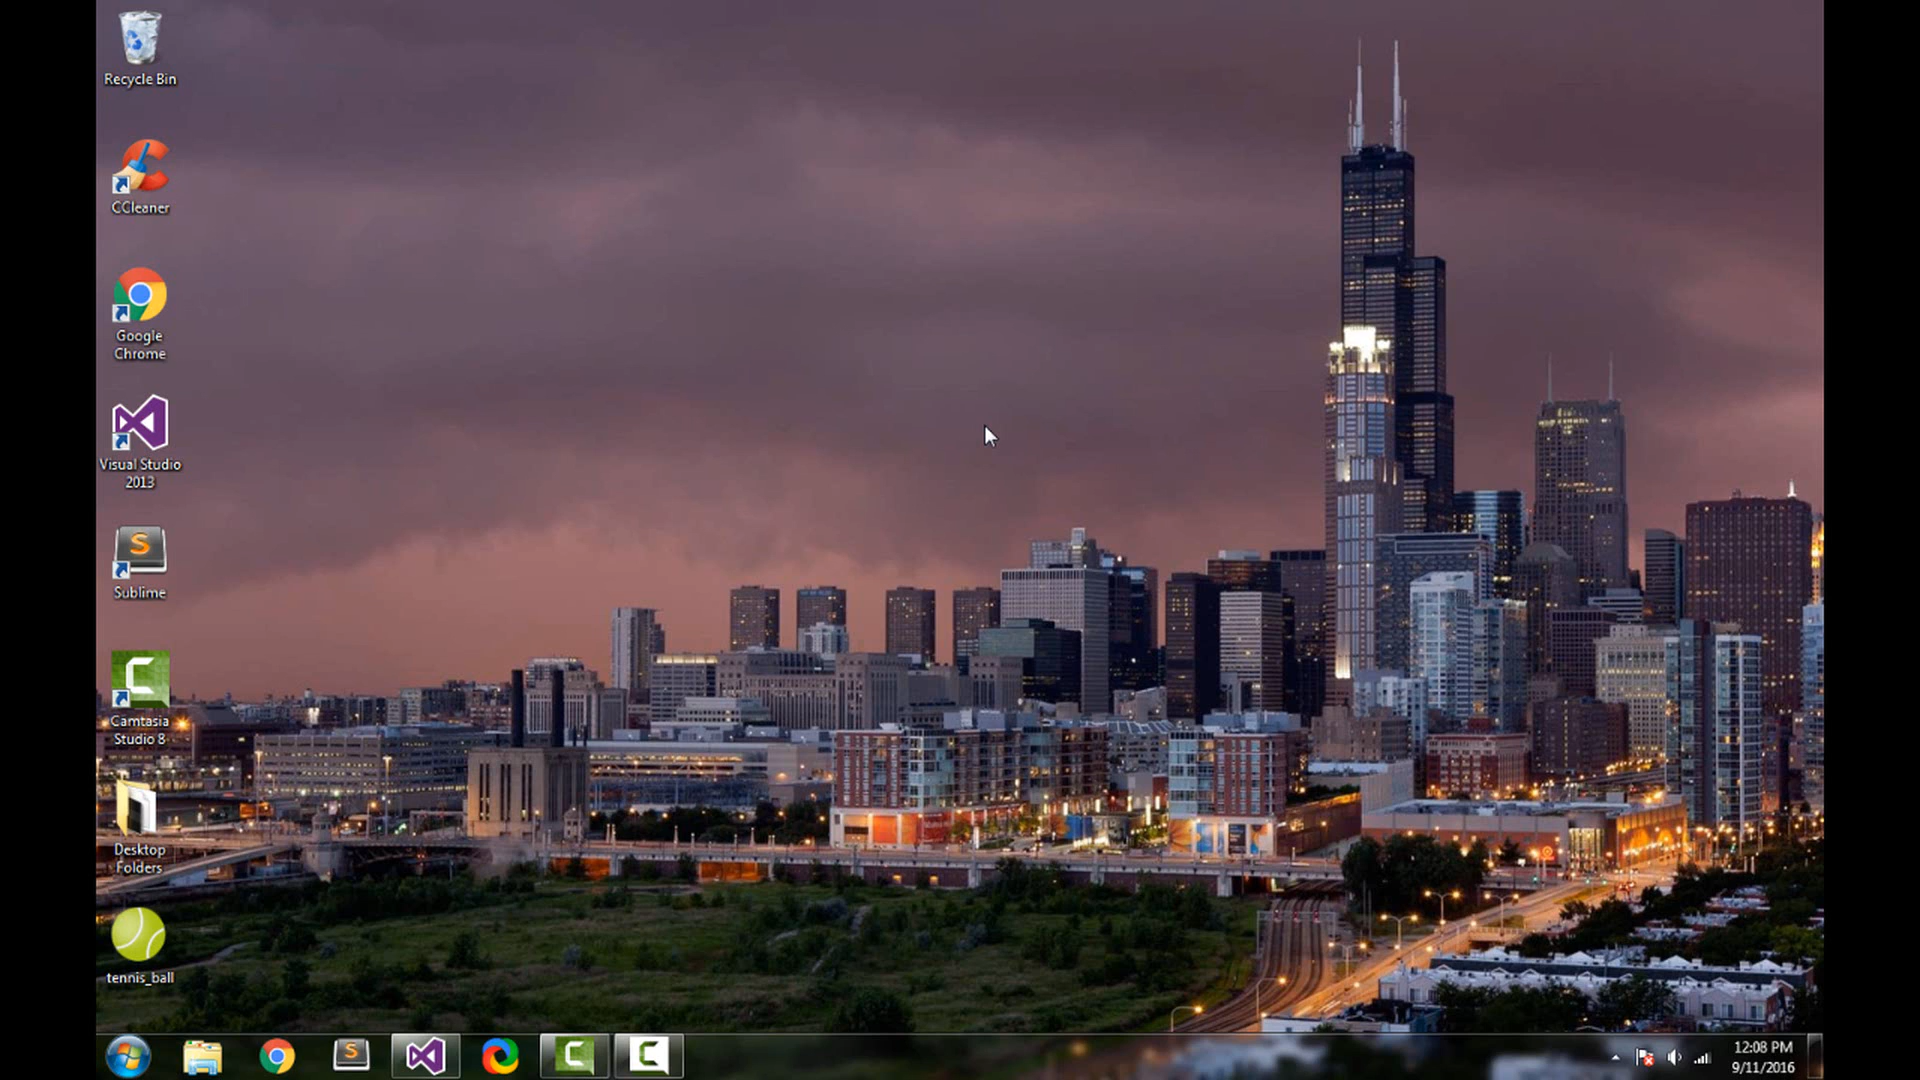 Recycle Bin
CCleaner
Google
Chrome
Visual Studio
2013
Sublime
Camtasia
Studio 8
Desktop
Folders
tennis_ball
12:08 PM
9/11/2016